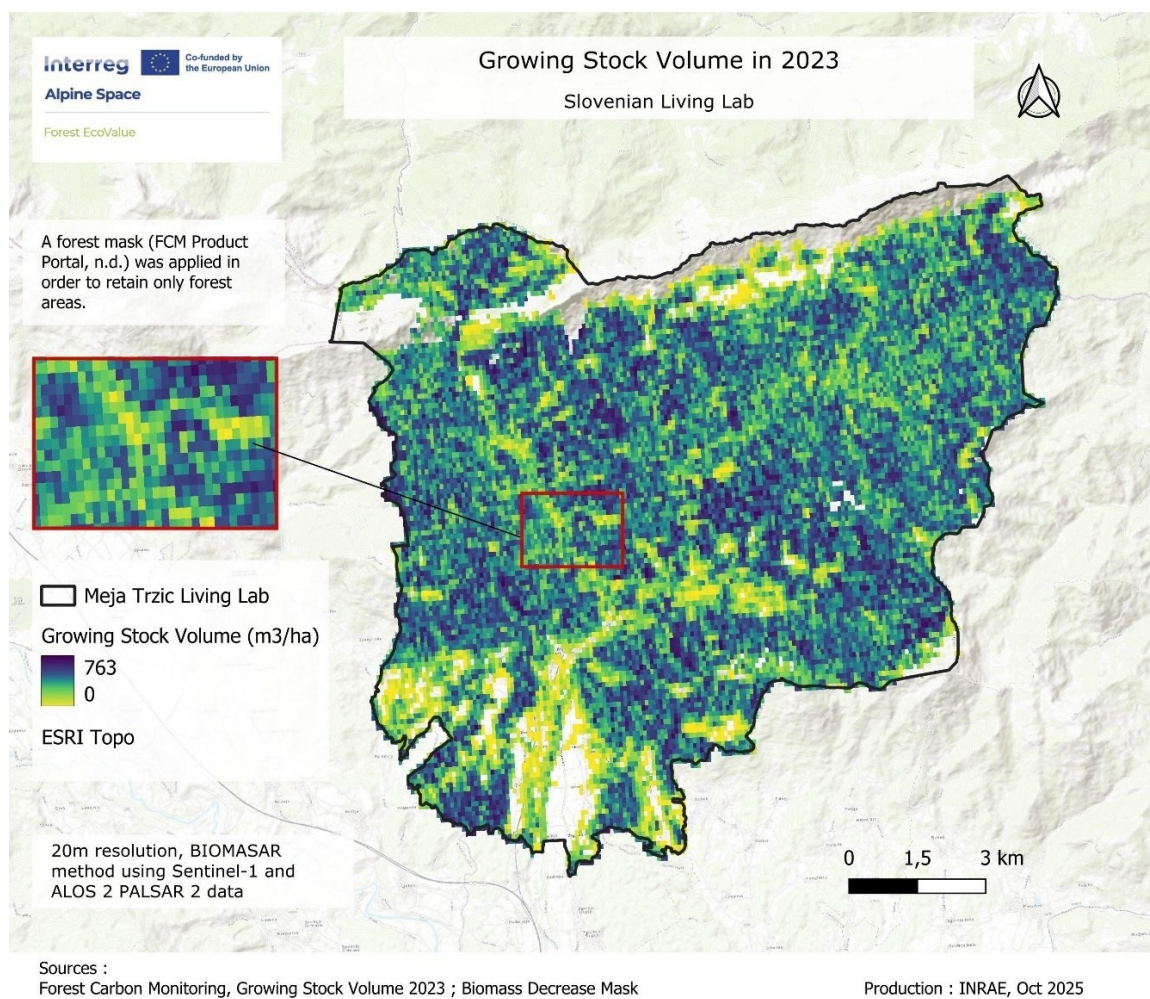 Interreg
Co-funded by
the European Union
Alpine Space
Forest EcoValue
Growing Stock Volume in 2023
Slovenian Living Lab
A forest mask (FCM Product
Portal, n.d.) was applied in
order to retain only forest
areas.
Meja Trzic Living Lab
Growing Stock Volume (m3/ha)
763
0
ESRI Topo
20m resolution, BIOMASAR
method using Sentinel-1 and
ALOS 2 PALSAR 2 data
0 1,5 3 km
Sources :
Forest Carbon Monitoring, Growing Stock Volume 2023 ; Biomass Decrease Mask
Production : INRAE, Oct 2025